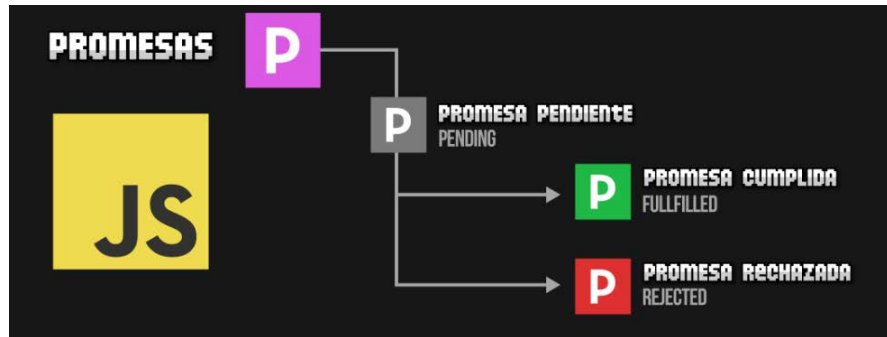 PROMESAS
P
JS
P
PROMESA PENDIENTE
PENDING
P
PROMESA CUMPLIDA
FULLFILLED
P
PROMESA RECHAZADA
REJECTED